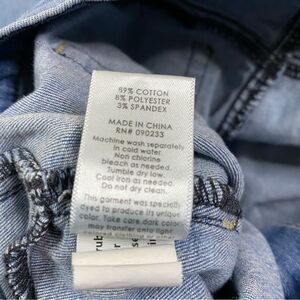 89% COTTON
8% POLYESTER
3% SPANDEX
MADE IN CHINA
RN# 090233
Machine wash separately
in cold water.
Non chlorine
bleach as needed.
Tumble dry low.
Cool iron as needed.
Do not dry clean.
This garment was specially
dyed to produce its unique
color. Take care dark color
may transfer onto light